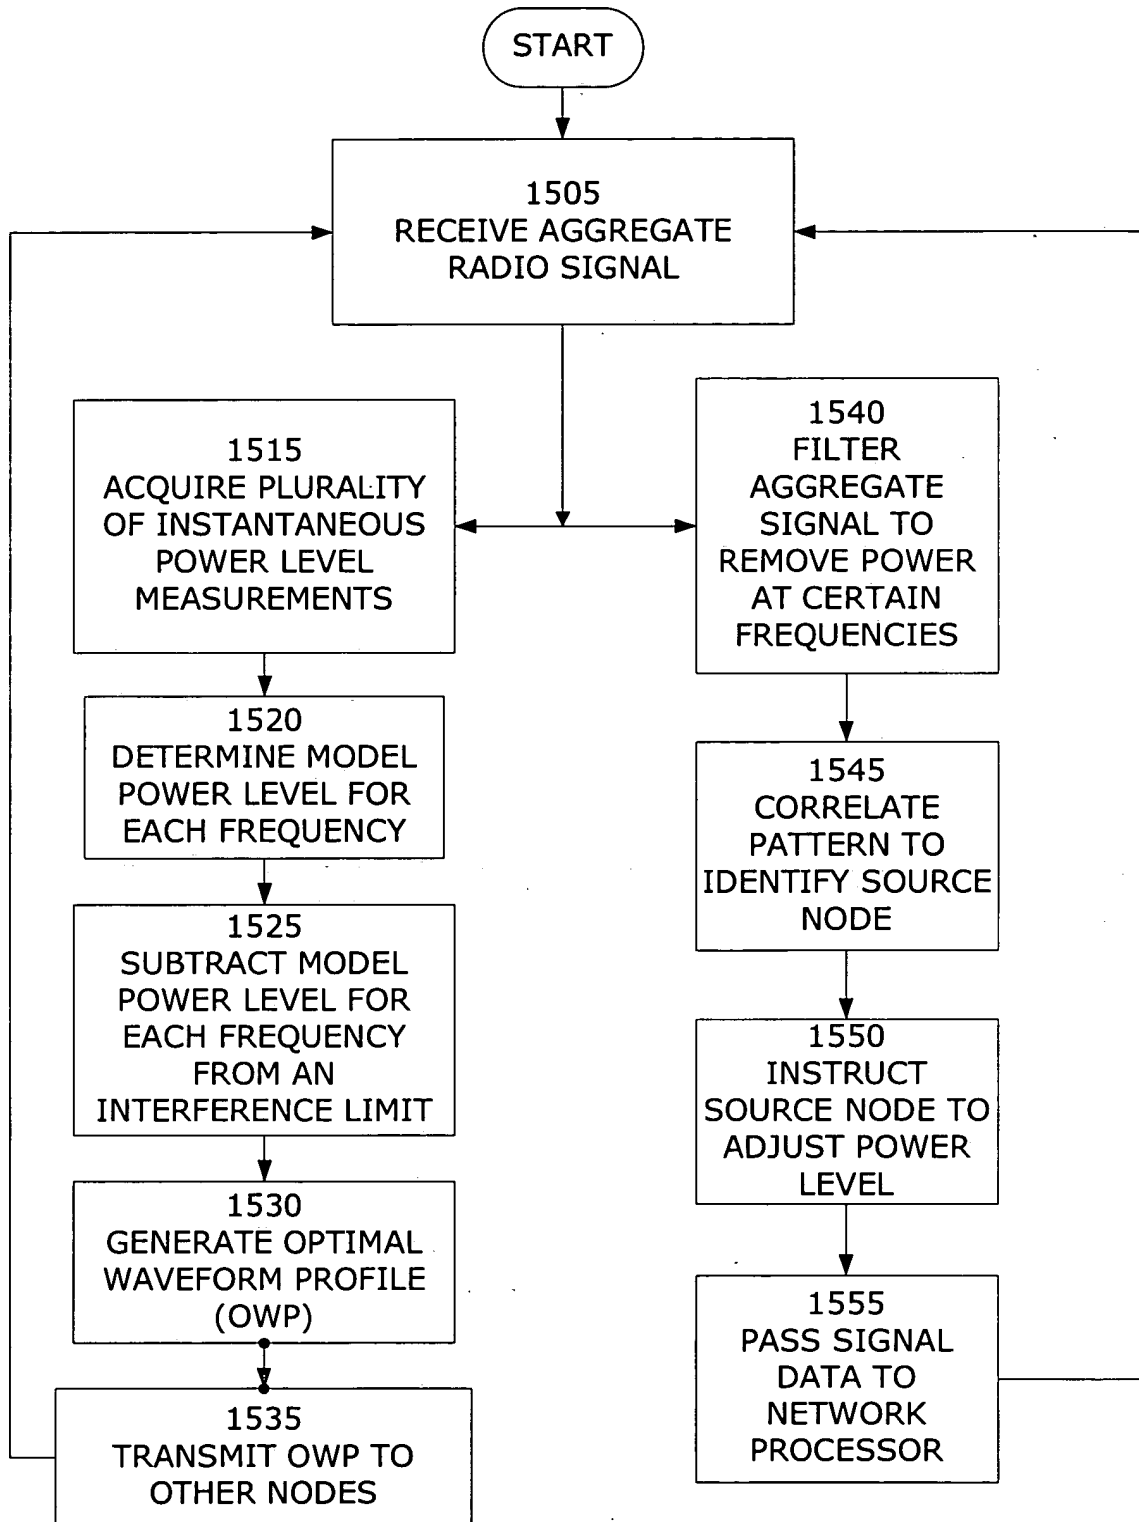 START
1505
RECEIVE AGGREGATE
RADIO SIGNAL
1515
ACQUIRE PLURALITY
OF INSTANTANEOUS
POWER LEVEL
MEASUREMENTS
1520
DETERMINE MODEL
POWER LEVEL FOR
EACH FREQUENCY
1525
SUBTRACT MODEL
POWER LEVEL FOR
EACH FREQUENCY
FROM AN
INTERFERENCE LIMIT
1530
GENERATE OPTIMAL
WAVEFORM PROFILE
(OWP)
1535
TRANSMIT OWP TO
OTHER NODES
1540
FILTER
AGGREGATE
SIGNAL TO
REMOVE POWER
AT CERTAIN
FREQUENCIES
1545
CORRELATE
PATTERN TO
IDENTIFY SOURCE
NODE
1550
INSTRUCT
SOURCE NODE TO
ADJUST POWER
LEVEL
1555
PASS SIGNAL
DATA TO
NETWORK
PROCESSOR